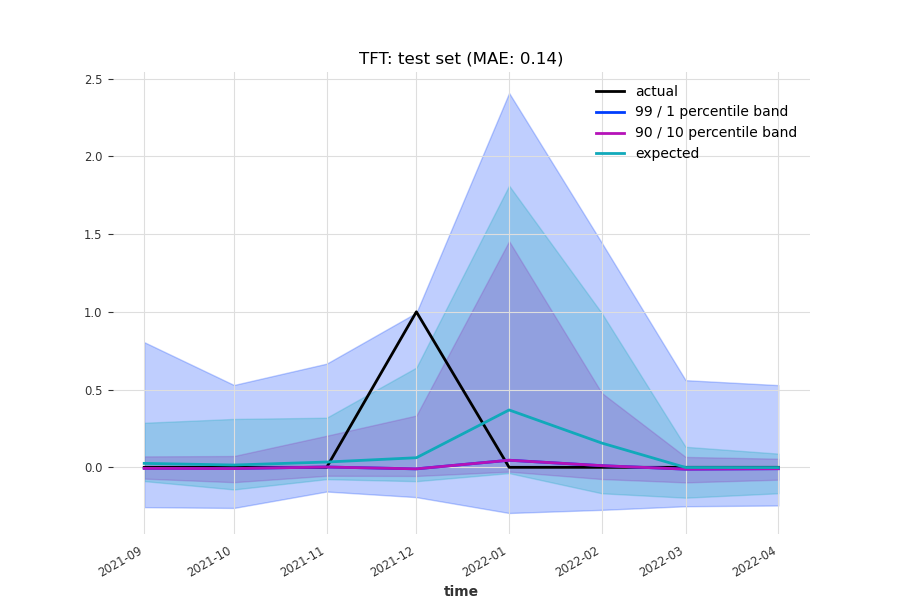 TFT: test set (MAE: 0.14)
2.5
2.0
1.5
1.0
0.5
0.0
actual
99 / 1 percentile band
90 / 10 percentile band
expected
2021-09
2021-10
2021-11
2021-12
2022-01
2022-02
2022-03
2022-04
time